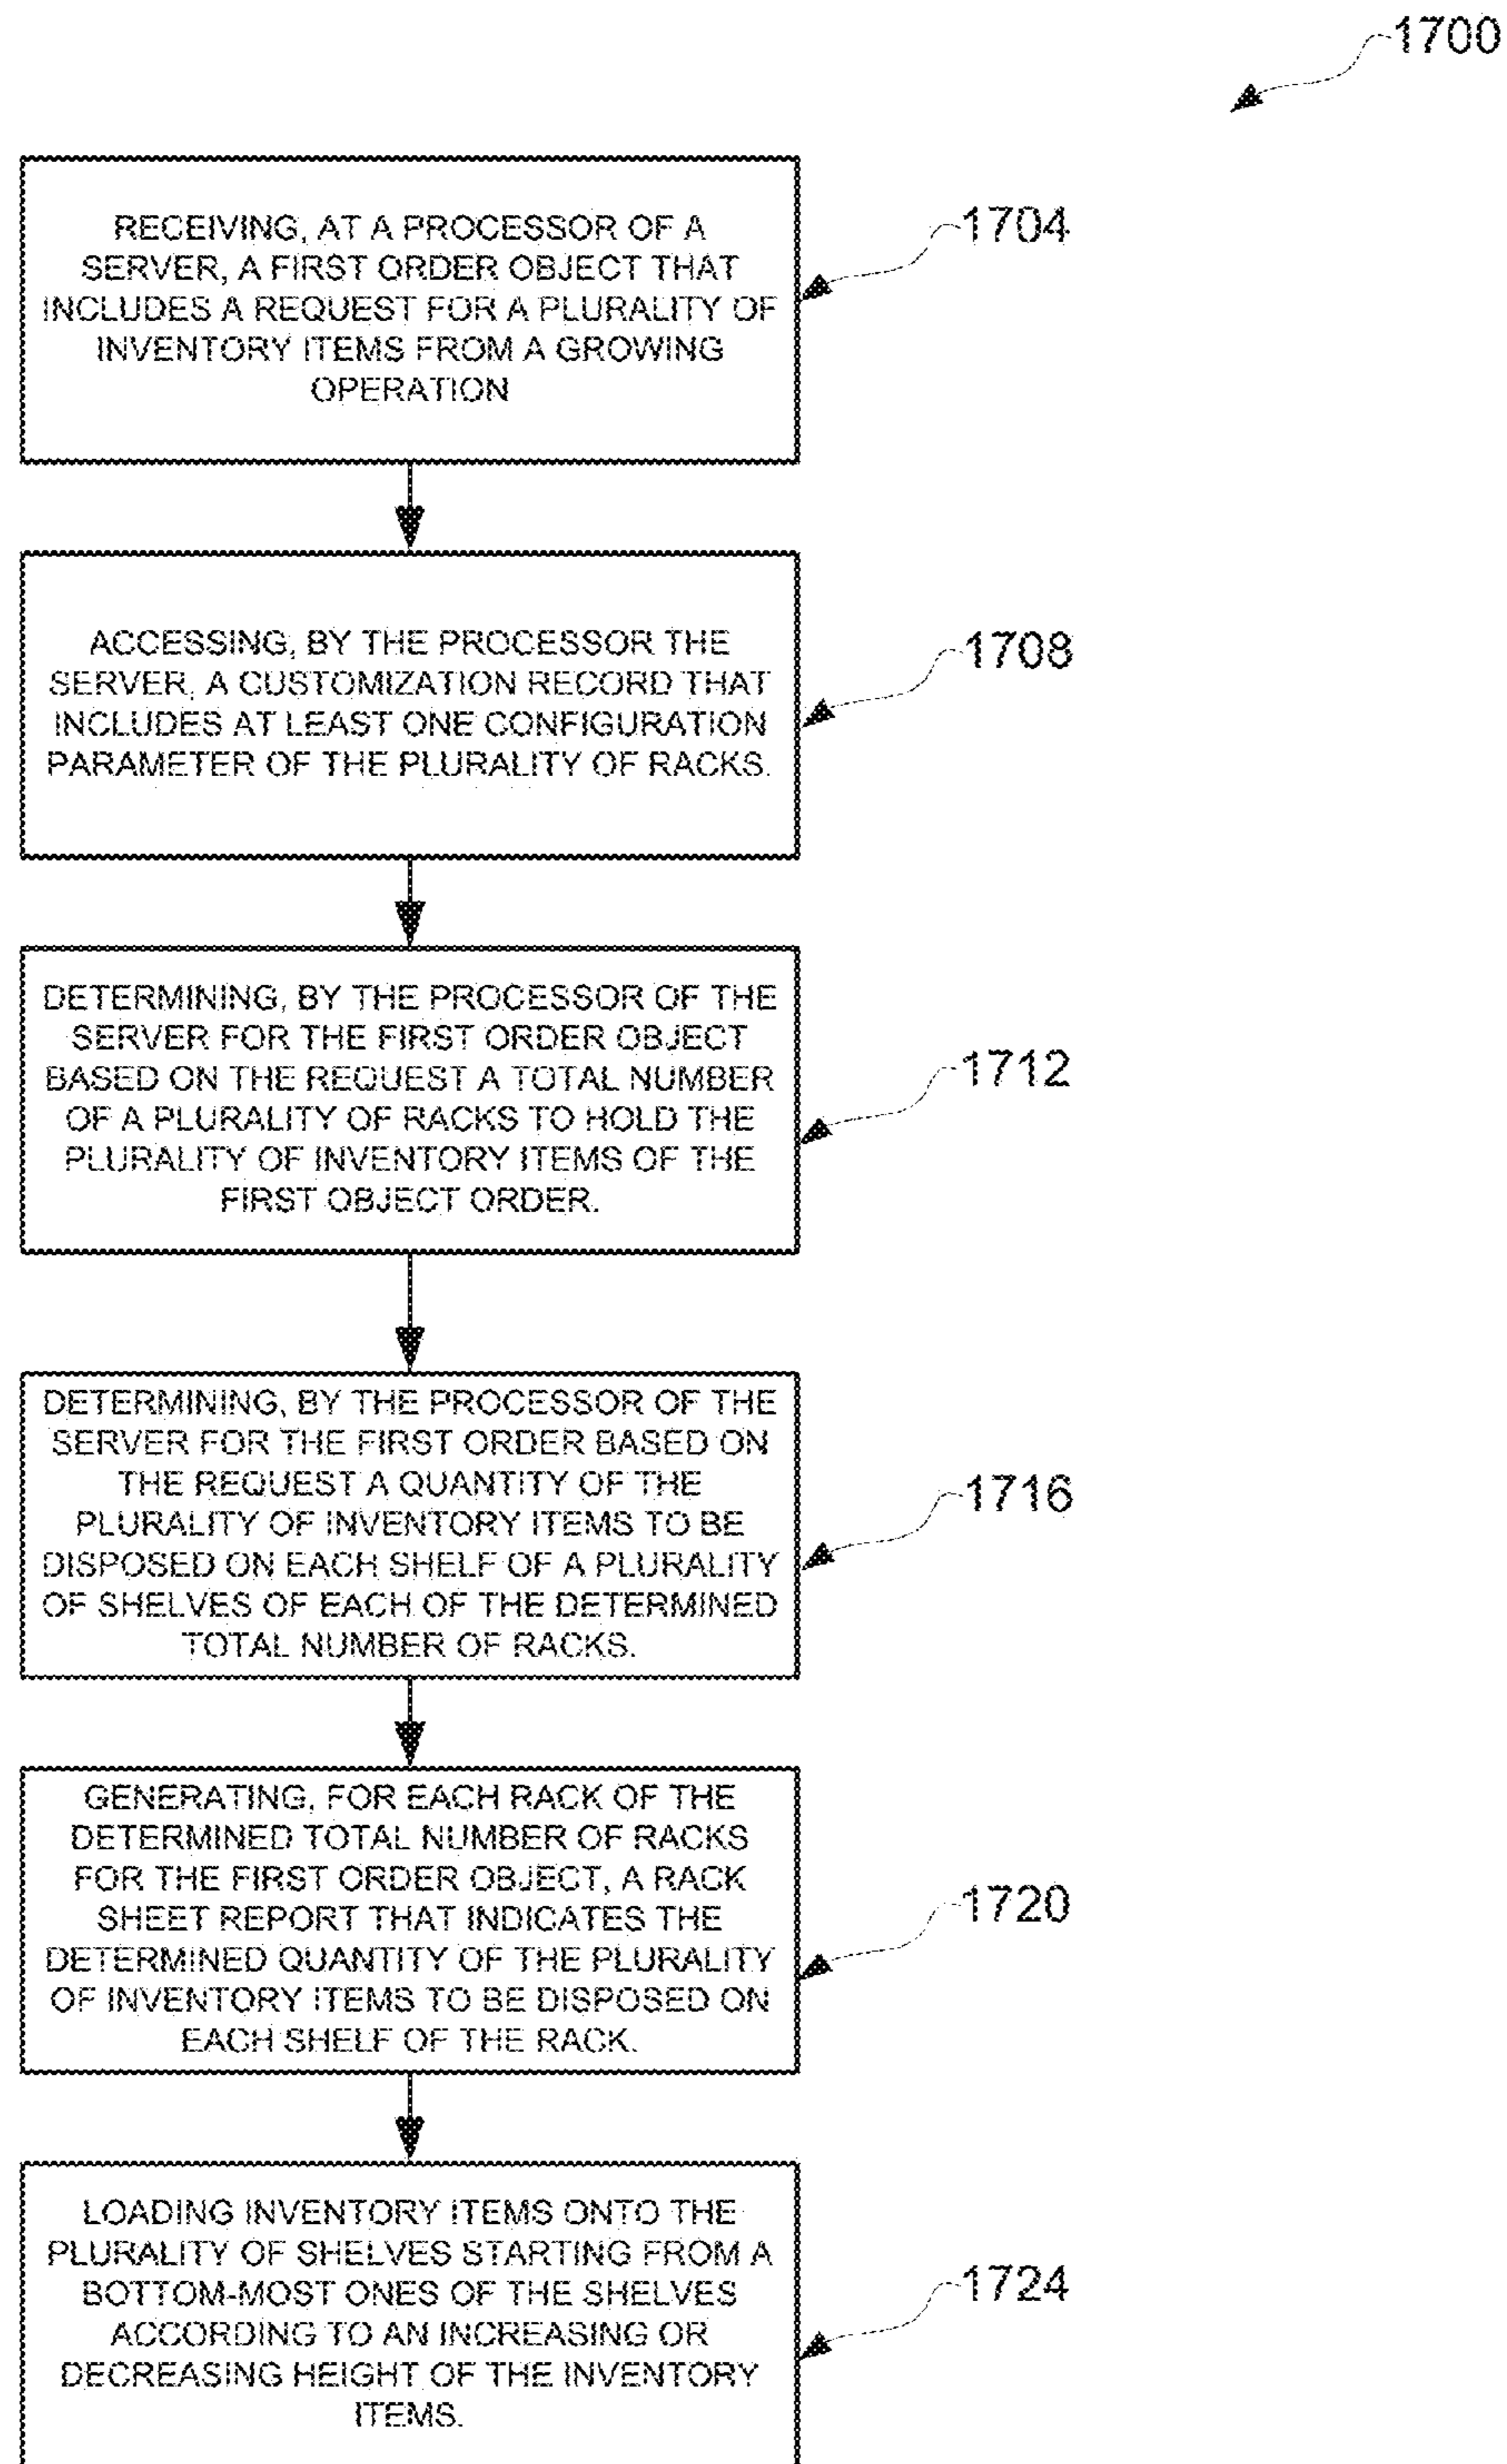 1700
RECEIVING, AT A PROCESSOR OF A
SERVER, A FIRST ORDER OBJECT THAT
INCLUDES A REQUEST FOR A PLURALITY OF
INVENTORY ITEMS FROM A GROWING
OPERATION
1704
ACCESSING, BY THE PROCESSOR THE
SERVER, A CUSTOMIZATION RECORD THAT
INCLUDES AT LEAST ONE CONFIGURATION
PARAMETER OF THE PLURALITY OF RACKS.
1708
DETERMINING, BY THE PROCESSOR OF THE
SERVER FOR THE FIRST ORDER OBJECT
BASED ON THE REQUEST A TOTAL NUMBER
OF A PLURALITY OF RACKS TO HOLD THE
PLURALITY OF INVENTORY ITEMS OF THE
FIRST OBJECT ORDER.
1712
DETERMINING, BY THE PROCESSOR OF THE
SERVER FOR THE FIRST ORDER BASED ON
THE REQUEST A QUANTITY OF THE
PLURALITY OF INVENTORY ITEMS TO BE
DISPOSED ON EACH SHELF OF A PLURALITY
OF SHELVES OF EACH OF THE DETERMINED
TOTAL NUMBER OF RACKS.
1716
GENERATING, FOR EACH RACK OF THE
DETERMINED TOTAL NUMBER OF RACKS
FOR THE FIRST ORDER OBJECT, A RACK
SHEET REPORT THAT INDICATES THE
DETERMINED QUANTITY OF THE PLURALITY
OF INVENTORY ITEMS TO BE DISPOSED ON
EACH SHELF OF THE RACK.
1720
LOADING INVENTORY ITEMS ONTO THE
PLURALITY OF SHELVES STARTING FROM A
BOTTOM-MOST ONES OF THE SHELVES
ACCORDING TO AN INCREASING OR
DECREASING HEIGHT OF THE INVENTORY
ITEMS.
1724